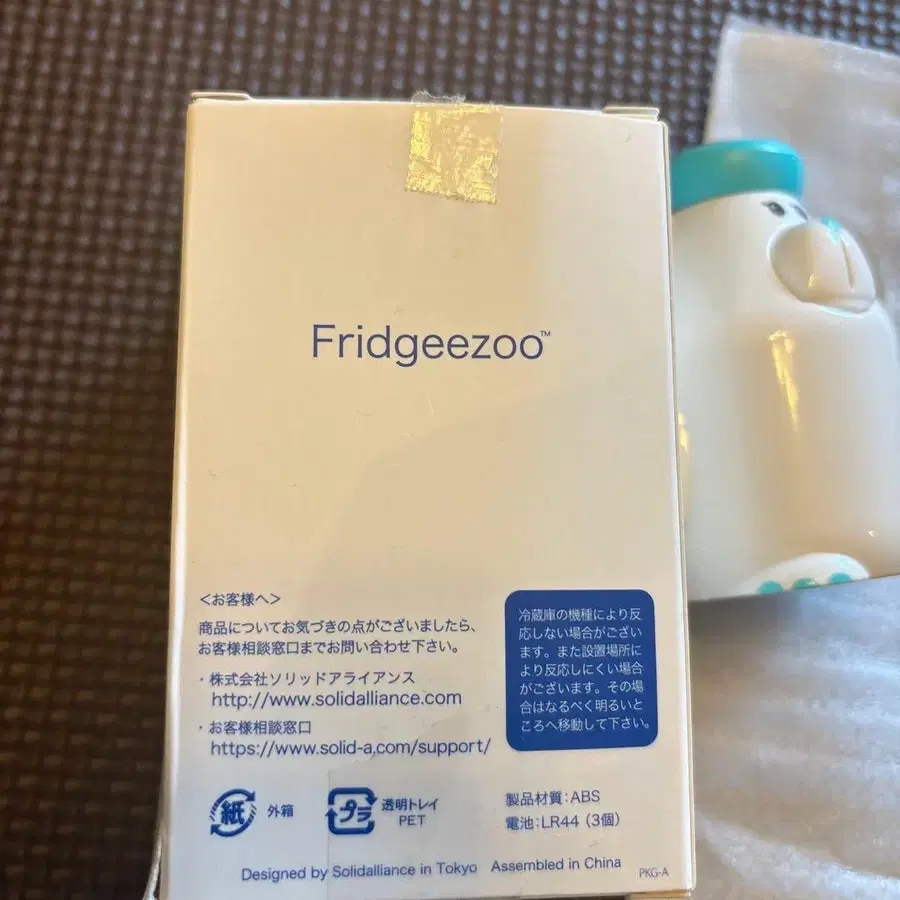 Fridgeezoo™
<お客様へ>
商品についてお気づきの点がございましたら、
お客様相談窓口までお問い合わせ下さい。
・株式会社ソリッドアライアンス
http://www.solidalliance.com
・お客様相談窓口
https://www.solid-a.com/support/
冷蔵庫の機種により反
応しない場合がござい
ます。また設置場所に
より反応しにくい場合
がございます。その場
合はなるべく明るいと
ころへ移動して下さい。
紙 外箱
プラ 透明トレイ
PET
製品材質:ABS
電池:LR44(3個)
Designed by Solidalliance in Tokyo Assembled in China
PKG-A